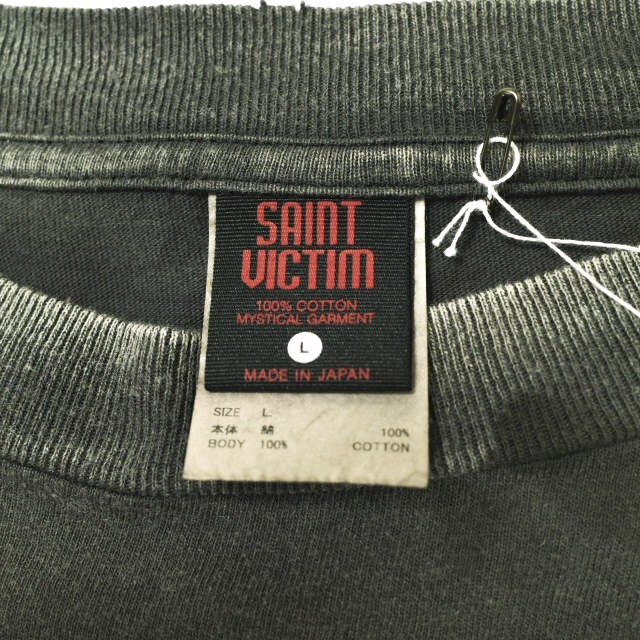 SAINT
VICTIM
100% COTTON
MYSTICAL GARMENT
L
MADE IN JAPAN
SIZE L
本体 綿 100%
BODY 100% COTTON